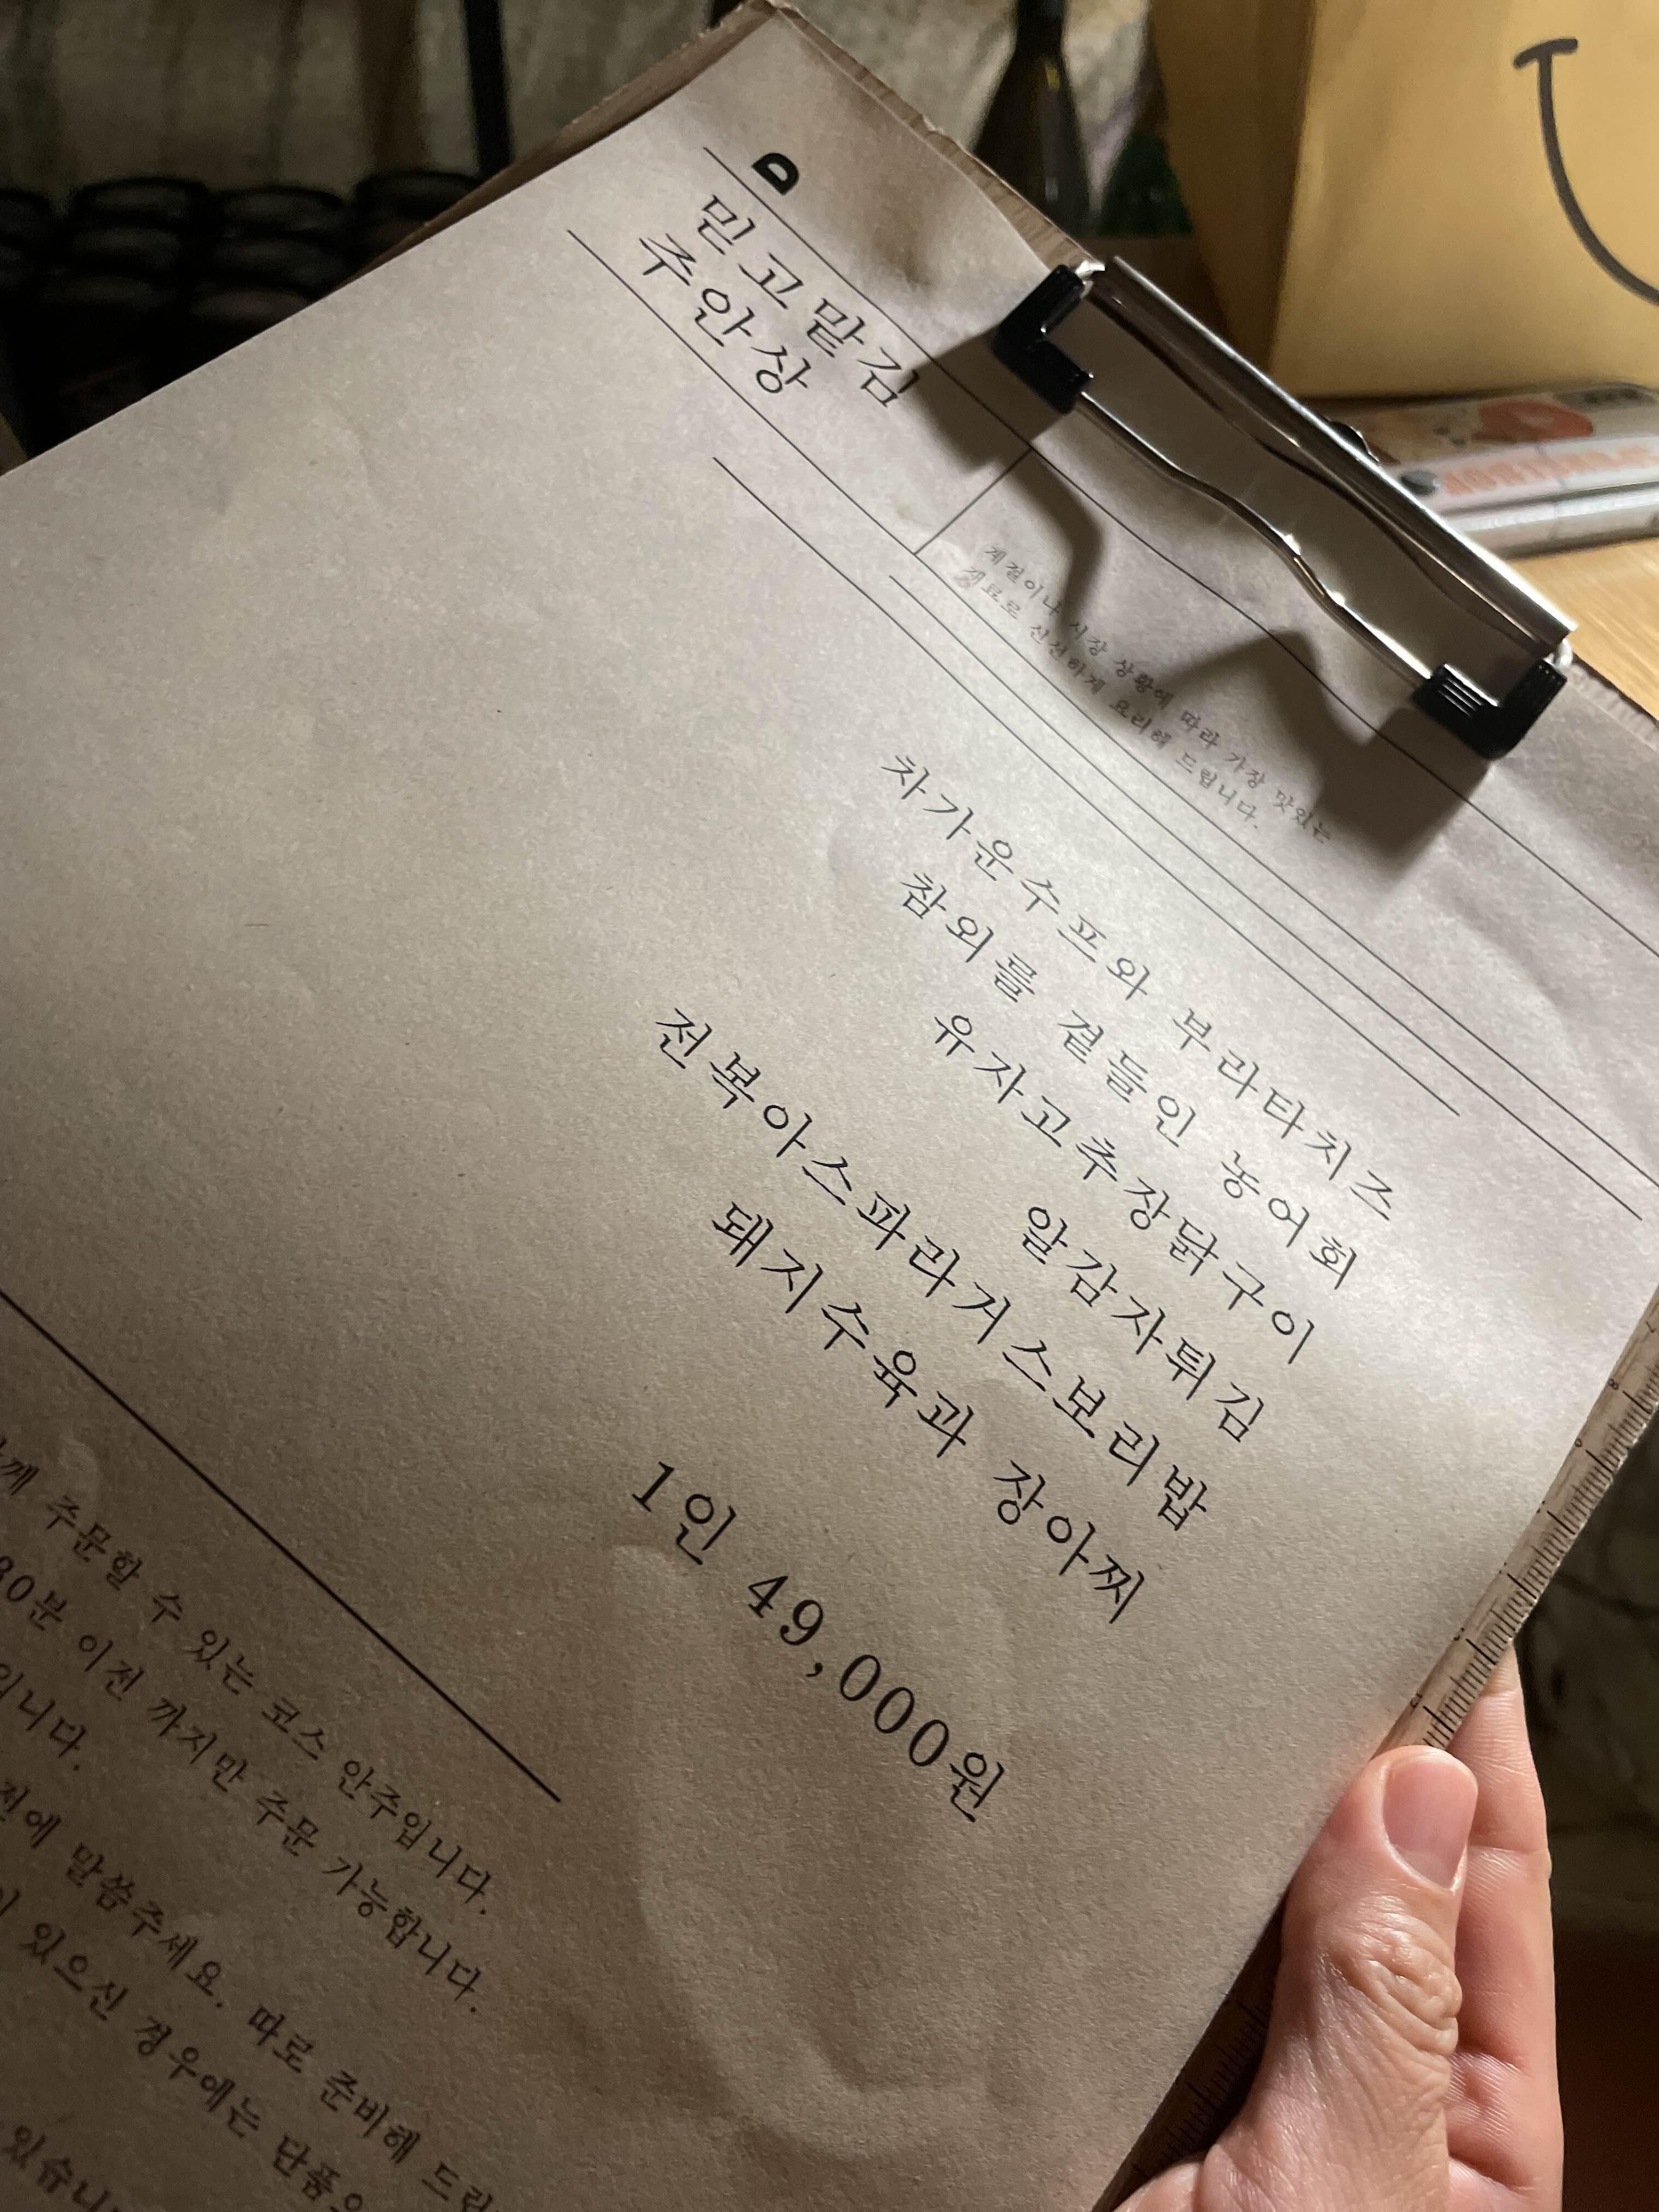 D
믿고맡김
주안상
계절이나 시장 상황에 따라 가장 맛있는
재료로 신선하게 요리해 드립니다.
차가운수프와 부라타치즈
참외를 곁들인 농어회
유자고추장닭구이
알감자튀김
전복아스파라거스보리밥
돼지수육과 장아찌
1인 49,000원
주문할 수 있는 코스 안주입니다.
30분 이전 까지만 주문 가능합니다.
입니다.
전에 말씀주세요. 따로 준비해 드립
있으신 경우에는 단품으
있습니